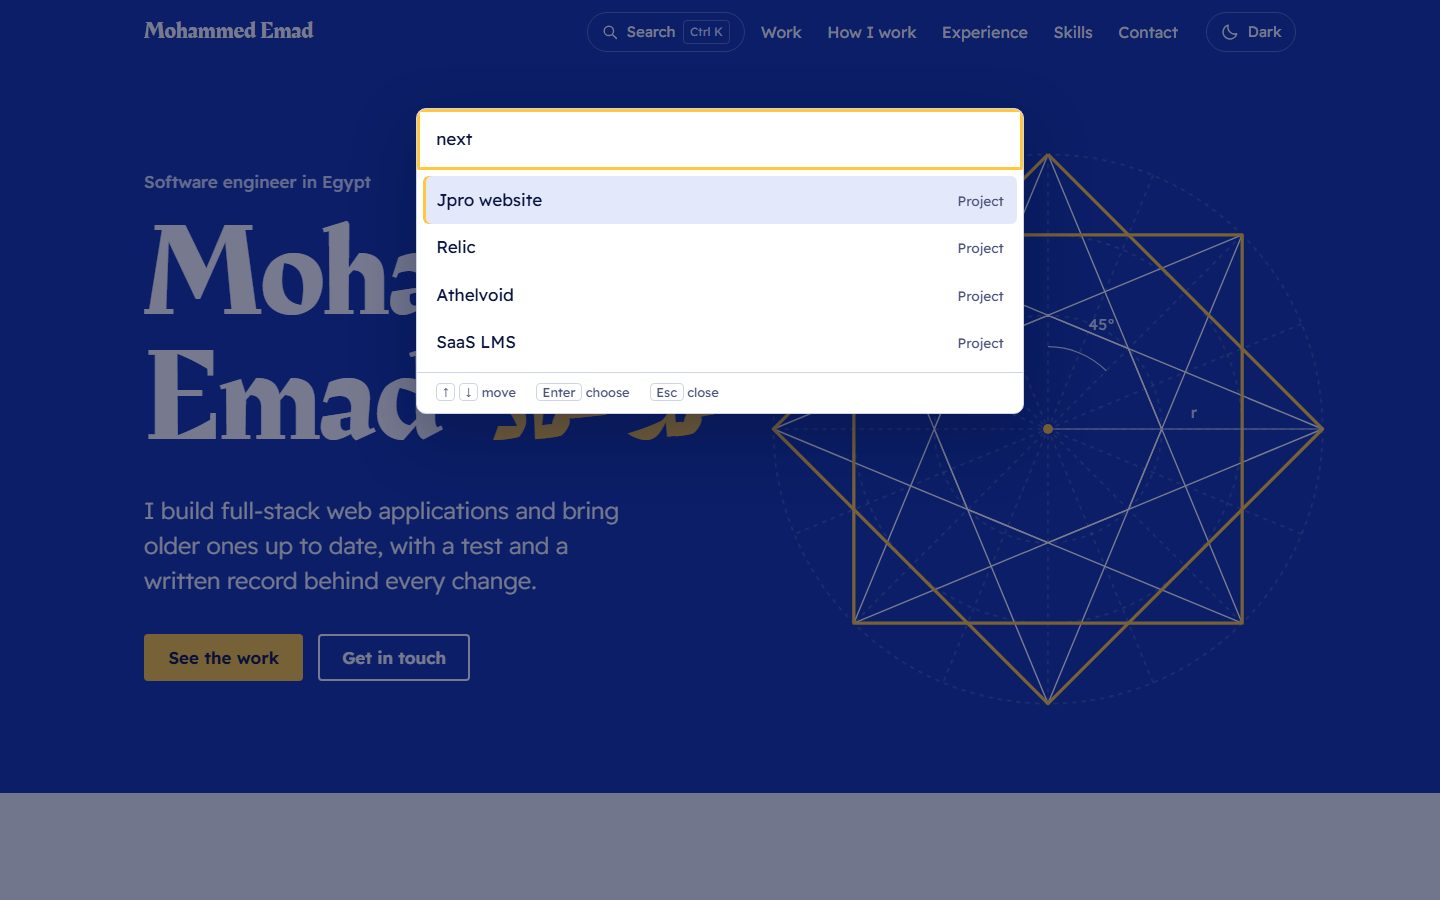 Mohammed Emad
Search Ctrl K Work How I work Experience Skills Contact Dark
next
Jpro website Project
Relic Project
Athelvoid Project
SaaS LMS Project
↑ ↓ move Enter choose Esc close
Software engineer in Egypt
Emad
I build full-stack web applications and bring
older ones up to date, with a test and a
written record behind every change.
See the work Get in touch
45°
r